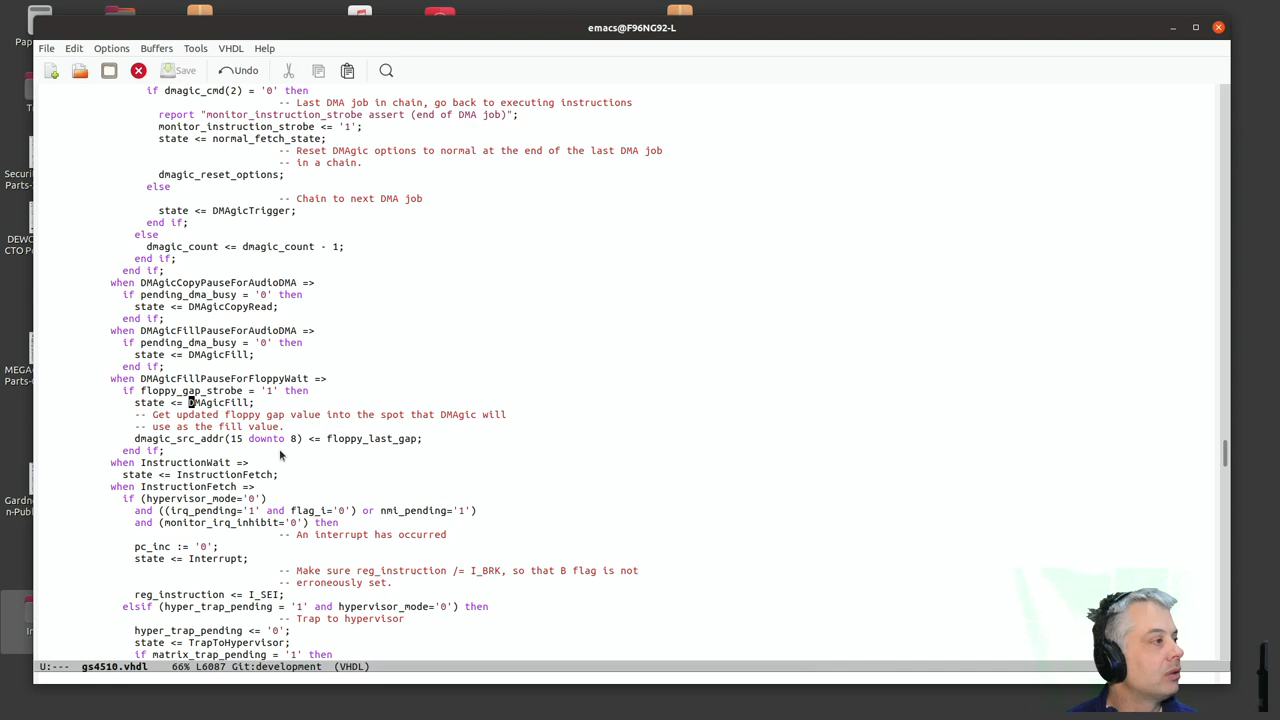 emacs@F96NG92-L
Pap
File Edit Options Buffers Tools VHDL Help
Save Undo
if dmagic_cmd(2) = '0' then
-- Last DMA job in chain, go back to executing instructions
report "monitor_instruction_strobe assert (end of DMA job)";
monitor_instruction_strobe <= '1';
state <= normal_fetch_state;
-- Reset DMAgic options to normal at the end of the last DMA job
-- in a chain.
dmagic_reset_options;
else
-- Chain to next DMA job
state <= DMAgicTrigger;
end if;
else
dmagic_count <= dmagic_count - 1;
end if;
end if;
when DMAgicCopyPauseForAudioDMA =>
if pending_dma_busy = '0' then
state <= DMAgicCopyRead;
end if;
when DMAgicFillPauseForAudioDMA =>
if pending_dma_busy = '0' then
state <= DMAgicFill;
end if;
when DMAgicFillPauseForFloppyWait =>
if floppy_gap_strobe = '1' then
state <= DMAgicFill;
-- Get updated floppy gap value into the spot that DMAgic will
-- use as the fill value.
dmagic_src_addr(15 downto 8) <= floppy_last_gap;
end if;
when InstructionWait =>
state <= InstructionFetch;
when InstructionFetch =>
if (hypervisor_mode='0')
and ((irq_pending='1' and flag_i='0') or nmi_pending='1')
and (monitor_irq_inhibit='0') then
-- An interrupt has occurred
pc_inc := '0';
state <= Interrupt;
-- Make sure reg_instruction /= I_BRK, so that B flag is not
-- erroneously set.
reg_instruction <= I_SEI;
elsif (hyper_trap_pending = '1' and hypervisor_mode='0') then
-- Trap to hypervisor
hyper_trap_pending <= '0';
state <= TrapToHypervisor;
if matrix_trap_pending = '1' then
U:--- gs4510.vhdl 66% L6087 Git:development (VHDL)
Securi
Parts-
DEWC
CTO P
MEGA
Parts-
Gardn
n-Publ